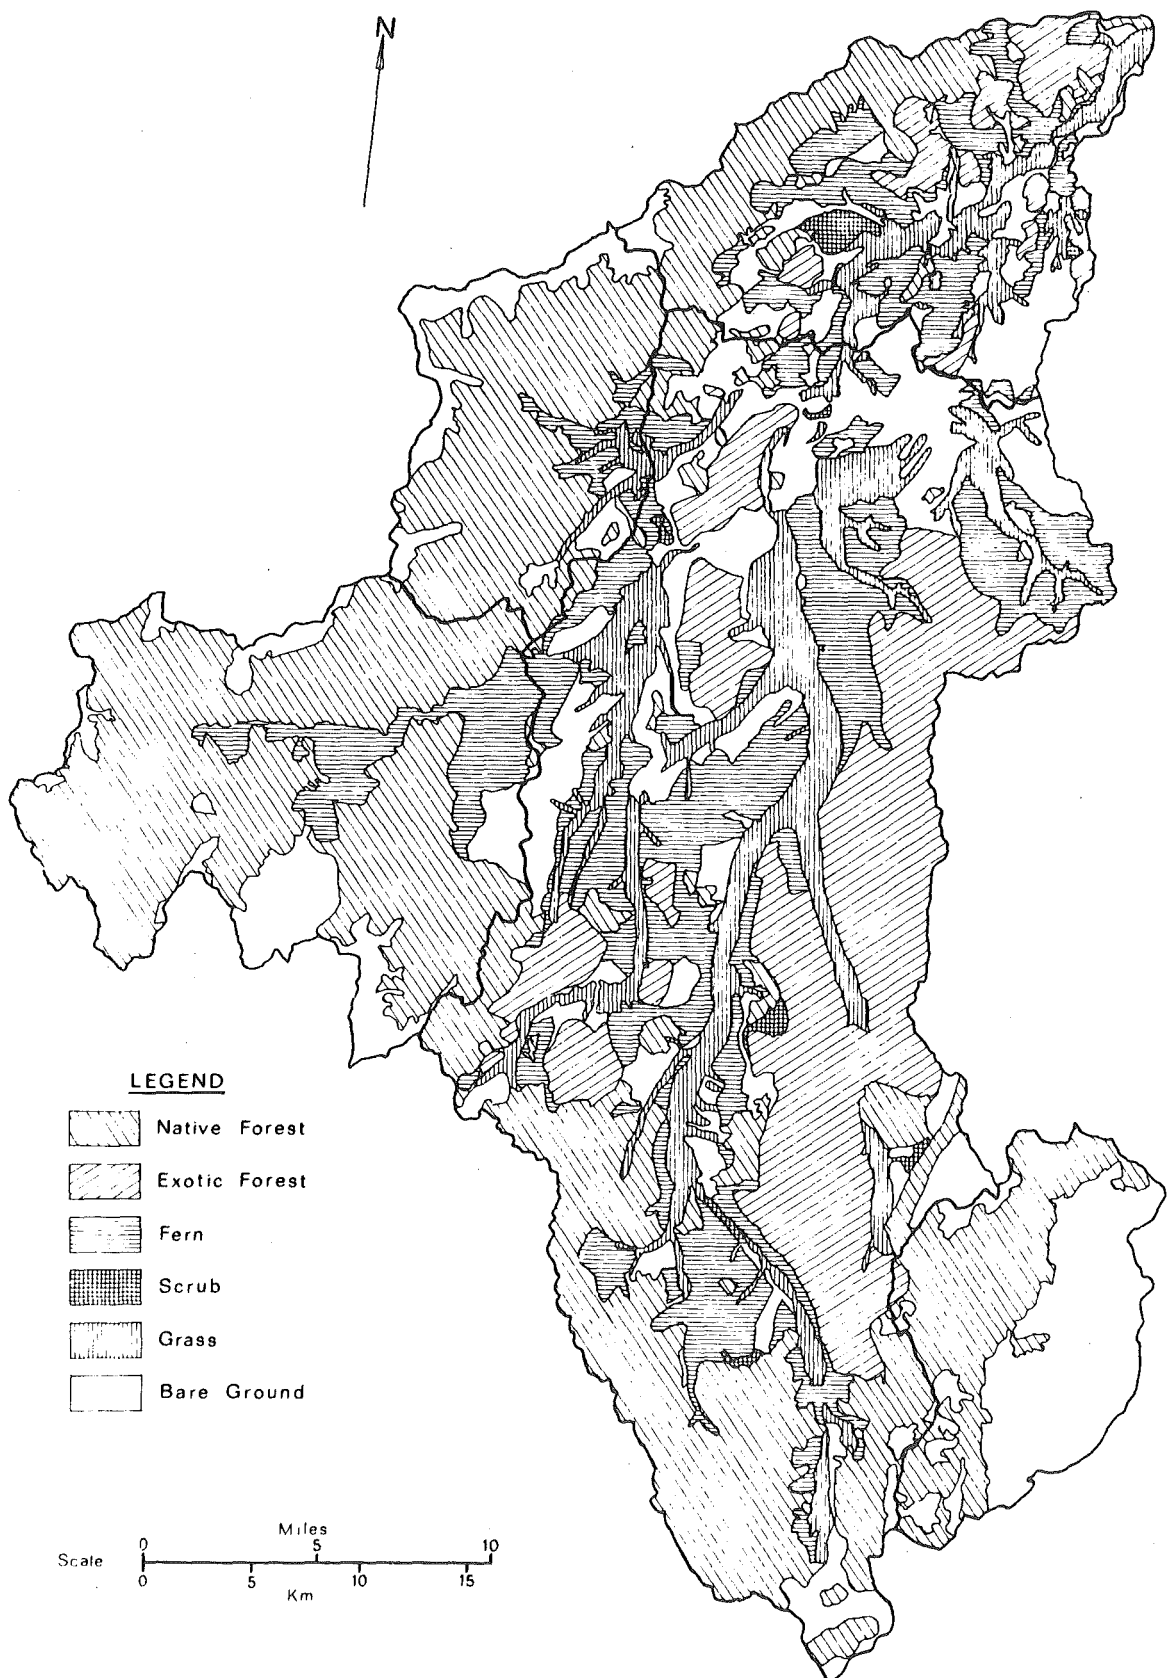 N
LEGEND
Native Forest
Exotic Forest
Fern
Scrub
Grass
Bare Ground
Miles
0 5 10
Scale
0 5 10 15
Km